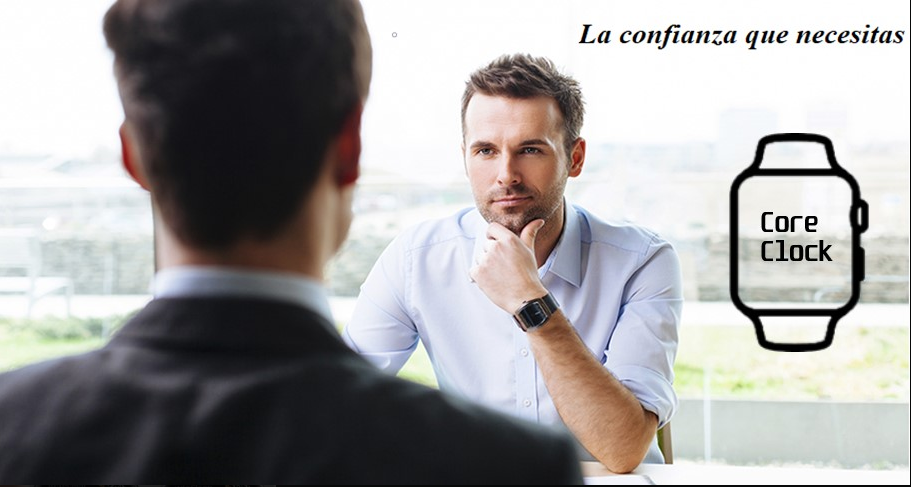 La confianza que necesitas
Core
Clock